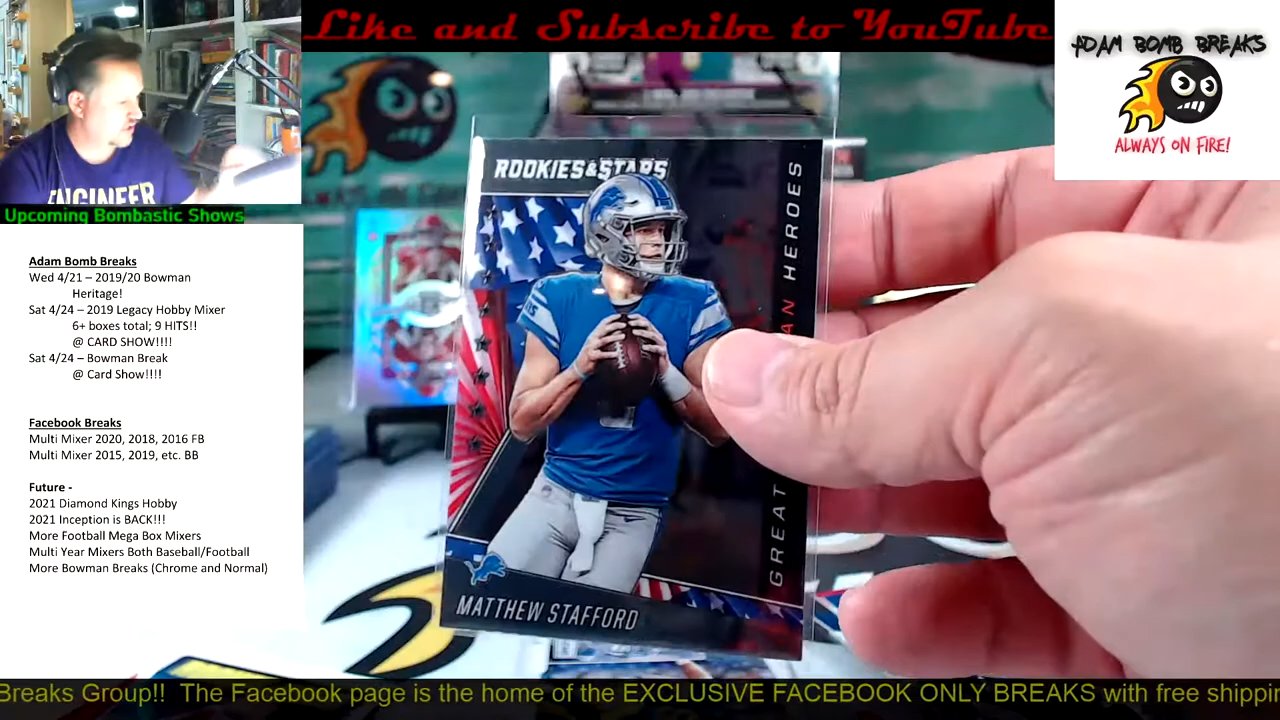 Like and Subscribe to YouTube
ADAM BOMB BREAKS
ALWAYS ON FIRE!
ENGINEER
Upcoming Bombastic Shows
Adam Bomb Breaks
Wed 4/21 – 2019/20 Bowman
Heritage!
Sat 4/24 – 2019 Legacy Hobby Mixer
6+ boxes total; 9 HITS!!
@ CARD SHOW!!!!
Sat 4/24 – Bowman Break
@ Card Show!!!!
Facebook Breaks
Multi Mixer 2020, 2018, 2016 FB
Multi Mixer 2015, 2019, etc. BB
Future -
2021 Diamond Kings Hobby
2021 Inception is BACK!!!
More Football Mega Box Mixers
Multi Year Mixers Both Baseball/Football
More Bowman Breaks (Chrome and Normal)
ROOKIES&STARS
GREAT AN HEROES
MATTHEW STAFFORD
Breaks Group!! The Facebook page is the home of the EXCLUSIVE FACEBOOK ONLY BREAKS with free shippin